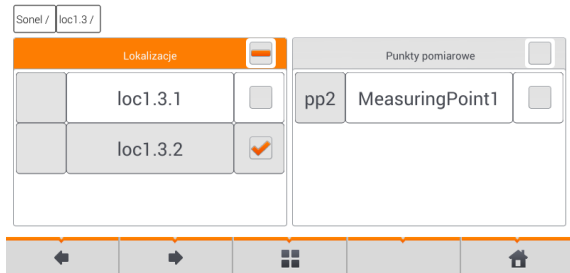 Sonel / loc1.3 /
Lokalizacje
Punkty pomiarowe
loc1.3.1
pp2 MeasuringPoint1
loc1.3.2